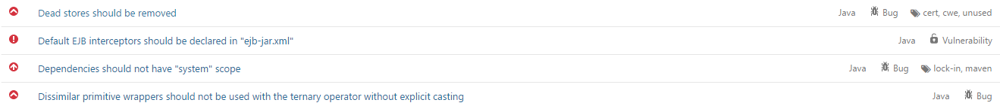 Dead stores should be removed Java Bug cert, cwe, unused
Default EJB interceptors should be declared in "ejb-jar.xml" Java Vulnerability
Dependencies should not have "system" scope Java Bug lock-in, maven
Dissimilar primitive wrappers should not be used with the ternary operator without explicit casting Java Bug